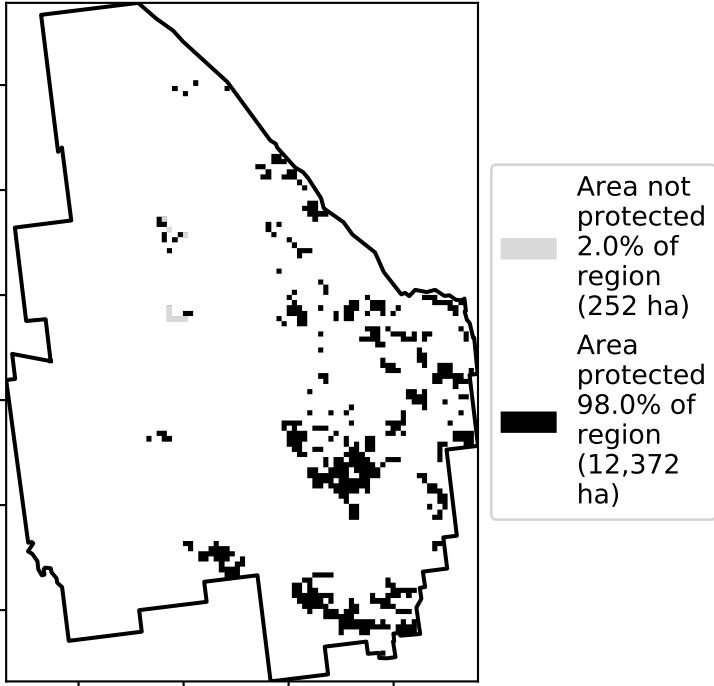 Area not
protected
2.0% of
region
(252 ha)
Area
protected
98.0% of
region
(12,372
ha)